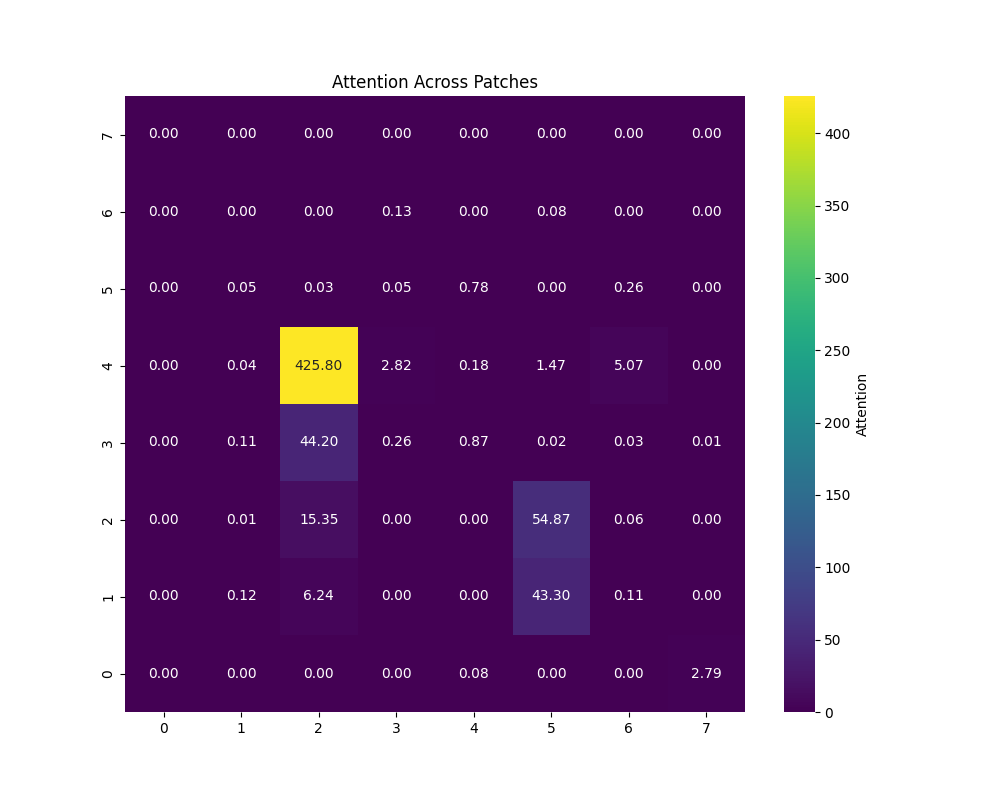 Attention Across Patches
7 0.00 0.00 0.00 0.00 0.00 0.00 0.00 0.00
6 0.00 0.00 0.00 0.13 0.00 0.08 0.00 0.00
5 0.00 0.05 0.03 0.05 0.78 0.00 0.26 0.00
4 0.00 0.04 425.80 2.82 0.18 1.47 5.07 0.00
3 0.00 0.11 44.20 0.26 0.87 0.02 0.03 0.01
2 0.00 0.01 15.35 0.00 0.00 54.87 0.06 0.00
1 0.00 0.12 6.24 0.00 0.00 43.30 0.11 0.00
0 0.00 0.00 0.00 0.00 0.08 0.00 0.00 2.79
0 1 2 3 4 5 6 7
400
350
300
250
200
150
100
50
0
Attention